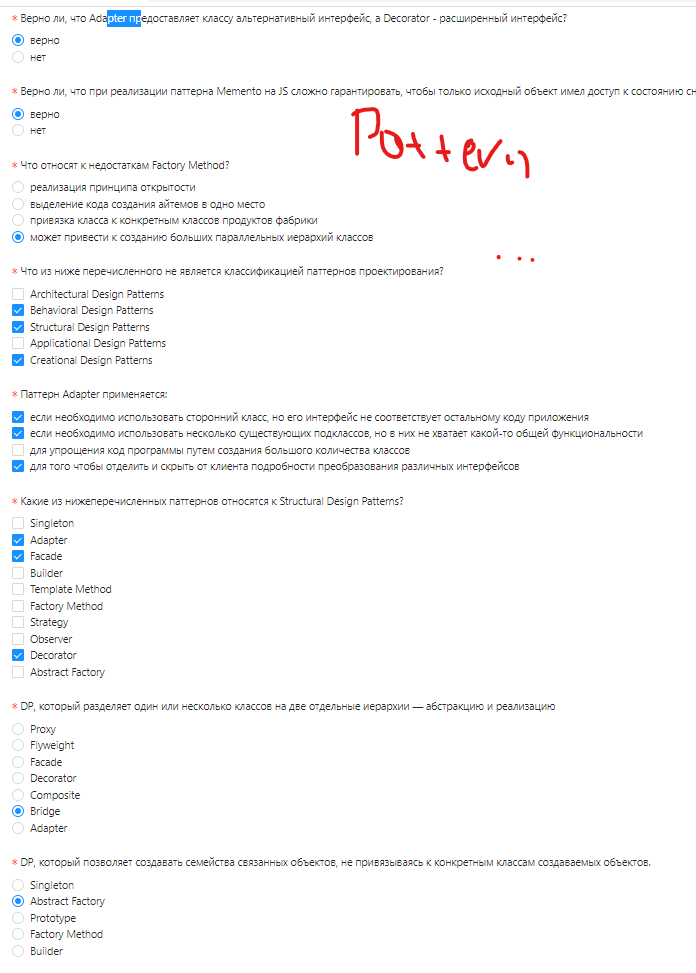 * Верно ли, что Adapter предоставляет классу альтернативный интерфейс, а Decorator - расширенный интерфейс?
верно
нет
* Верно ли, что при реализации паттерна Memento на JS сложно гарантировать, чтобы только исходный объект имел доступ к состоянию сн
верно
нет
Pattern
* Что относят к недостаткам Factory Method?
реализация принципа открытости
выделение кода создания айтемов в одно место
привязка класса к конкретным классов продуктов фабрики
может привести к созданию больших параллельных иерархий классов
...
* Что из ниже перечисленного не является классификацией паттернов проектирования?
Architectural Design Patterns
Behavioral Design Patterns
Structural Design Patterns
Applicational Design Patterns
Creational Design Patterns
* Паттерн Adapter применяется:
если необходимо использовать сторонний класс, но его интерфейс не соответствует остальному коду приложения
если необходимо использовать несколько существующих подклассов, но в них не хватает какой-то общей функциональности
для упрощения код программы путем создания большого количества классов
для того чтобы отделить и скрыть от клиента подробности преобразования различных интерфейсов
* Какие из нижеперечисленных паттернов относятся к Structural Design Patterns?
Singleton
Adapter
Facade
Builder
Template Method
Factory Method
Strategy
Observer
Decorator
Abstract Factory
* DP, который разделяет один или несколько классов на две отдельные иерархии — абстракцию и реализацию
Proxy
Flyweight
Facade
Decorator
Composite
Bridge
Adapter
* DP, который позволяет создавать семейства связанных объектов, не привязываясь к конкретным классам создаваемых объектов.
Singleton
Abstract Factory
Prototype
Factory Method
Builder